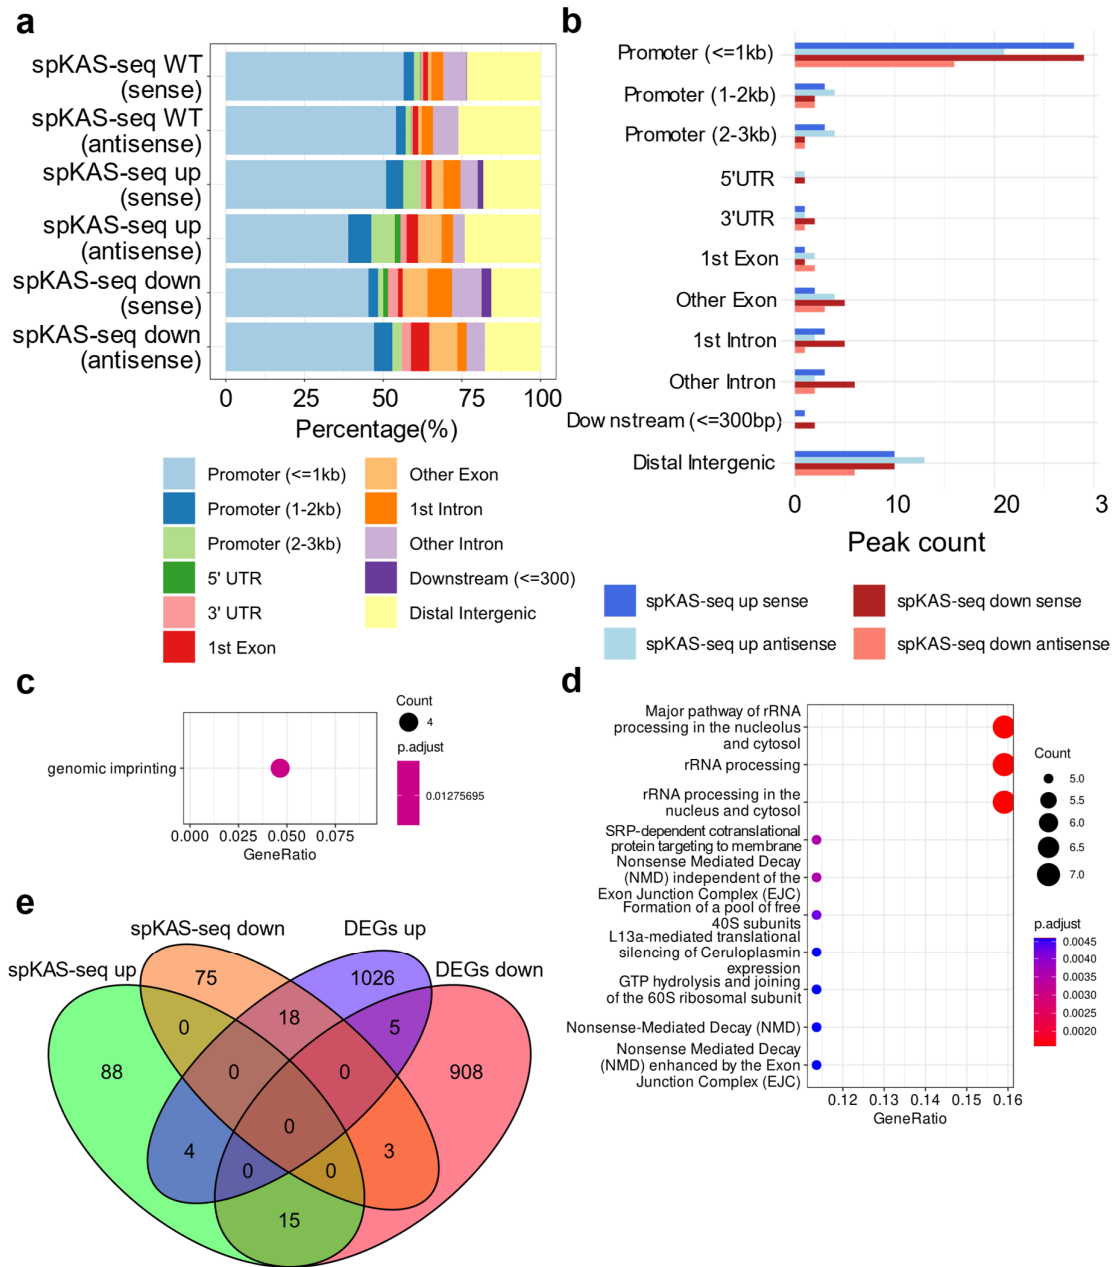 a
spKAS-seq WT
(sense)
spKAS-seq WT
(antisense)
spKAS-seq up
(sense)
spKAS-seq up
(antisense)
spKAS-seq down
(sense)
spKAS-seq down
(antisense)
0 25 50 75 100
Percentage(%)
Promoter (<=1kb)
Promoter (1-2kb)
Promoter (2-3kb)
5' UTR
3' UTR
1st Exon
Other Exon
1st Intron
Other Intron
Downstream (<=300)
Distal Intergenic
b
Promoter (<=1kb)
Promoter (1-2kb)
Promoter (2-3kb)
5'UTR
3'UTR
1st Exon
Other Exon
1st Intron
Other Intron
Downstream (<=300bp)
Distal Intergenic
0 10 20 3
Peak count
spKAS-seq up sense
spKAS-seq up antisense
spKAS-seq down sense
spKAS-seq down antisense
c
genomic imprinting
0.000 0.025 0.050 0.075
GeneRatio
Count
4
p.adjust
0.01275695
d
Major pathway of rRNA
processing in the nucleolus
and cytosol
rRNA processing
rRNA processing in the
nucleus and cytosol
SRP-dependent cotranslational
protein targeting to membrane
Nonsense Mediated Decay
(NMD) independent of the
Exon Junction Complex (EJC)
Formation of a pool of free
40S subunits
L13a-mediated translational
silencing of Ceruloplasmin
expression
GTP hydrolysis and joining
of the 60S ribosomal subunit
Nonsense-Mediated Decay (NMD)
Nonsense Mediated Decay
(NMD) enhanced by the Exon
Junction Complex (EJC)
0.12 0.13 0.14 0.15 0.16
GeneRatio
Count
5.0
5.5
6.0
6.5
7.0
p.adjust
0.0045
0.0040
0.0035
0.0030
0.0025
0.0020
e
spKAS-seq down
DEGs up
spKAS-seq up
DEGs down
75
1026
0
18
5
88
0
0
908
0
4
0
0
3
15